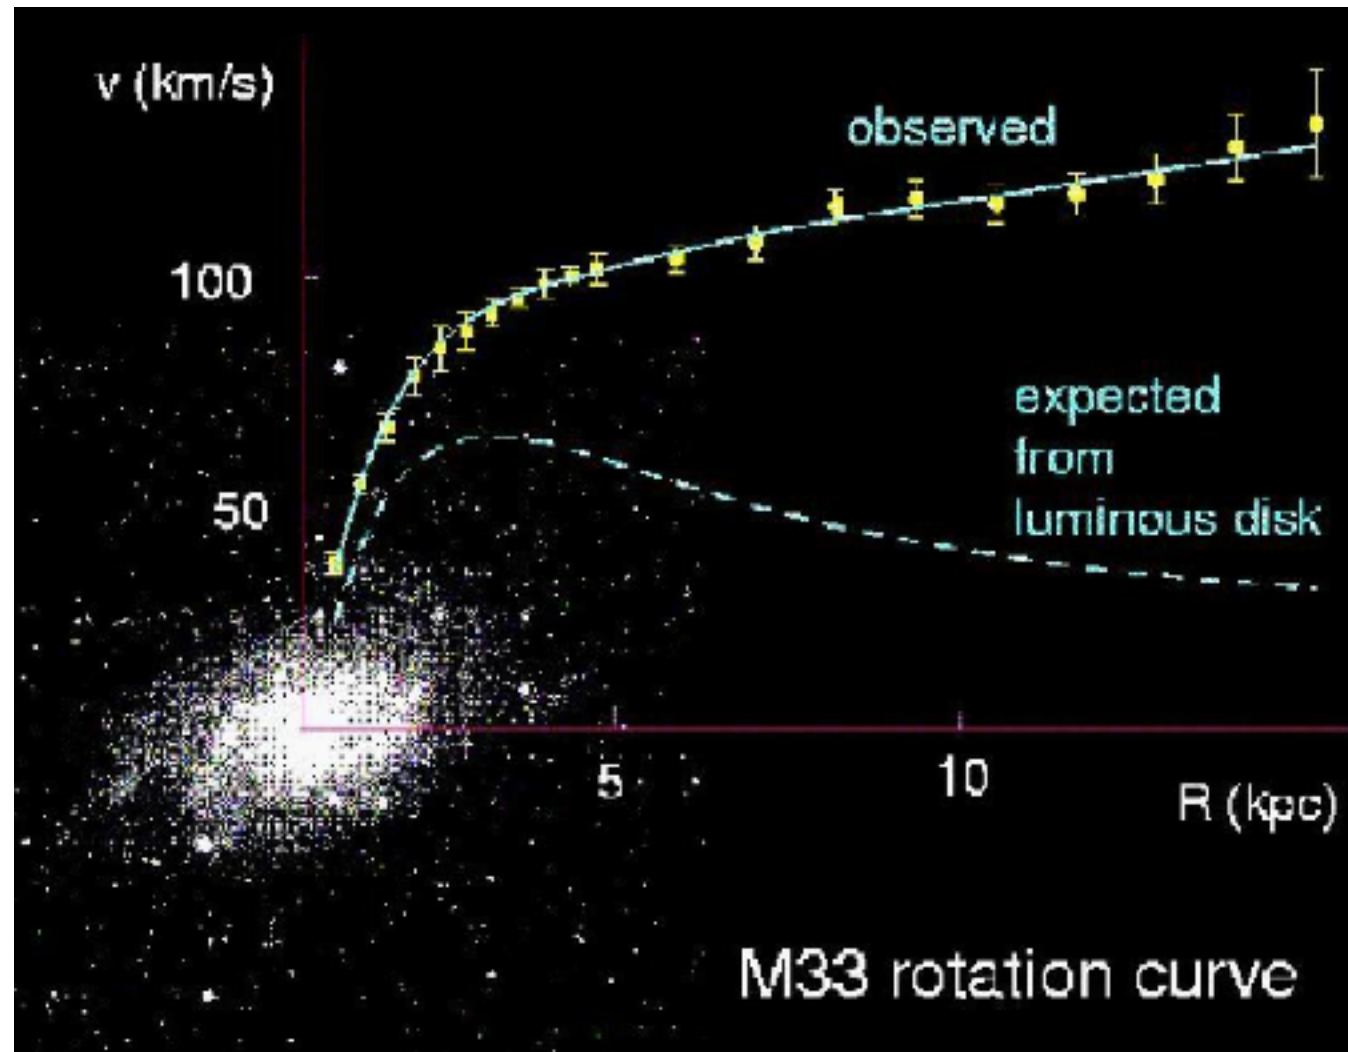 v (km/s)
observed
100
expected
from
luminous disk
50
5
10
R (kpc)
M33 rotation curve